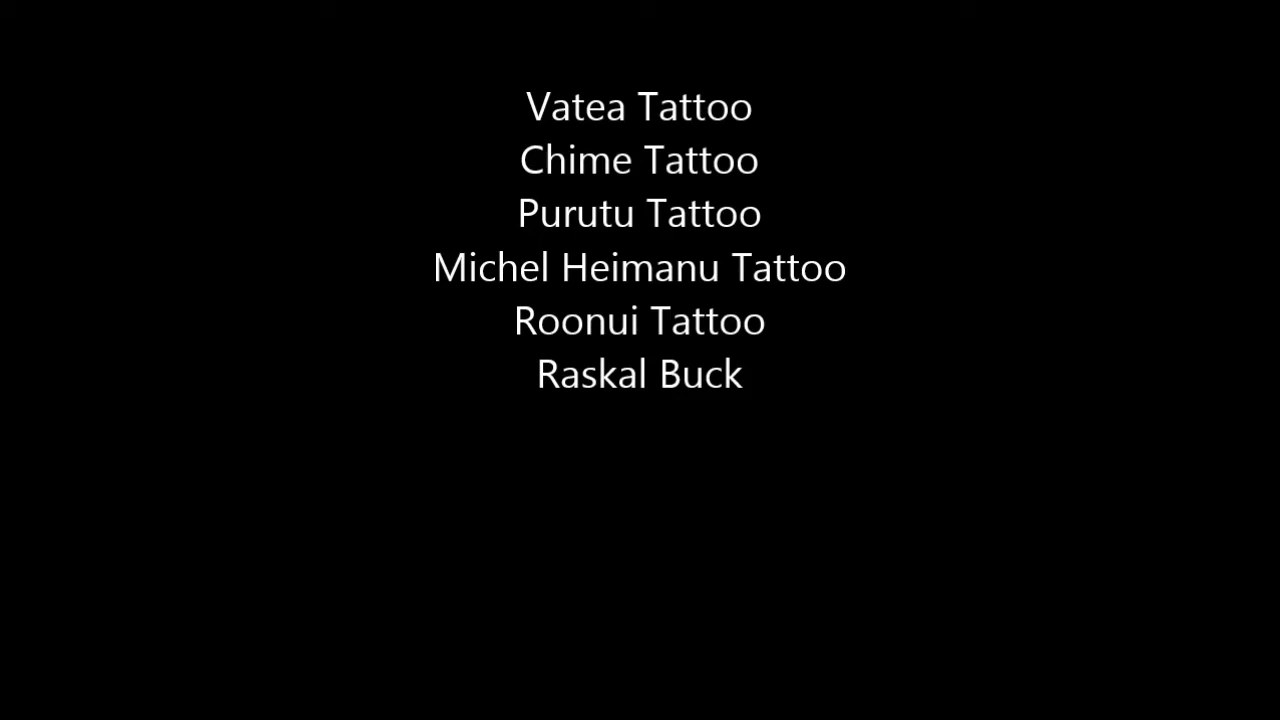 Vatea Tattoo
Chime Tattoo
Purutu Tattoo
Michel Heimanu Tattoo
Roonui Tattoo
Raskal Buck